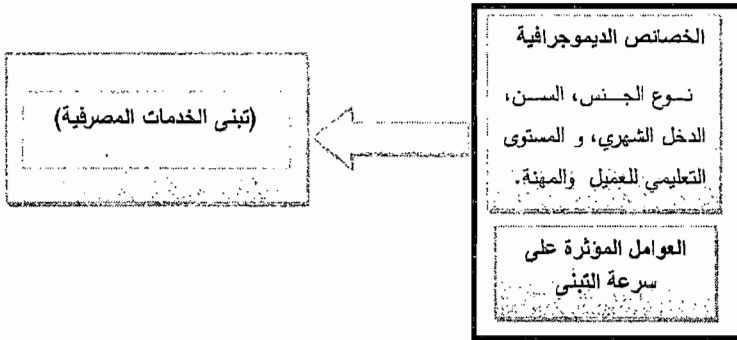 الخصائص الديموجرافية
نوع الجنس، السن،
الدخل الشهري، و المستوى
التعليمي للعميل والمهنة.
العوامل المؤثرة على
سرعة التبنى
(تبنى الخدمات المصرفية)